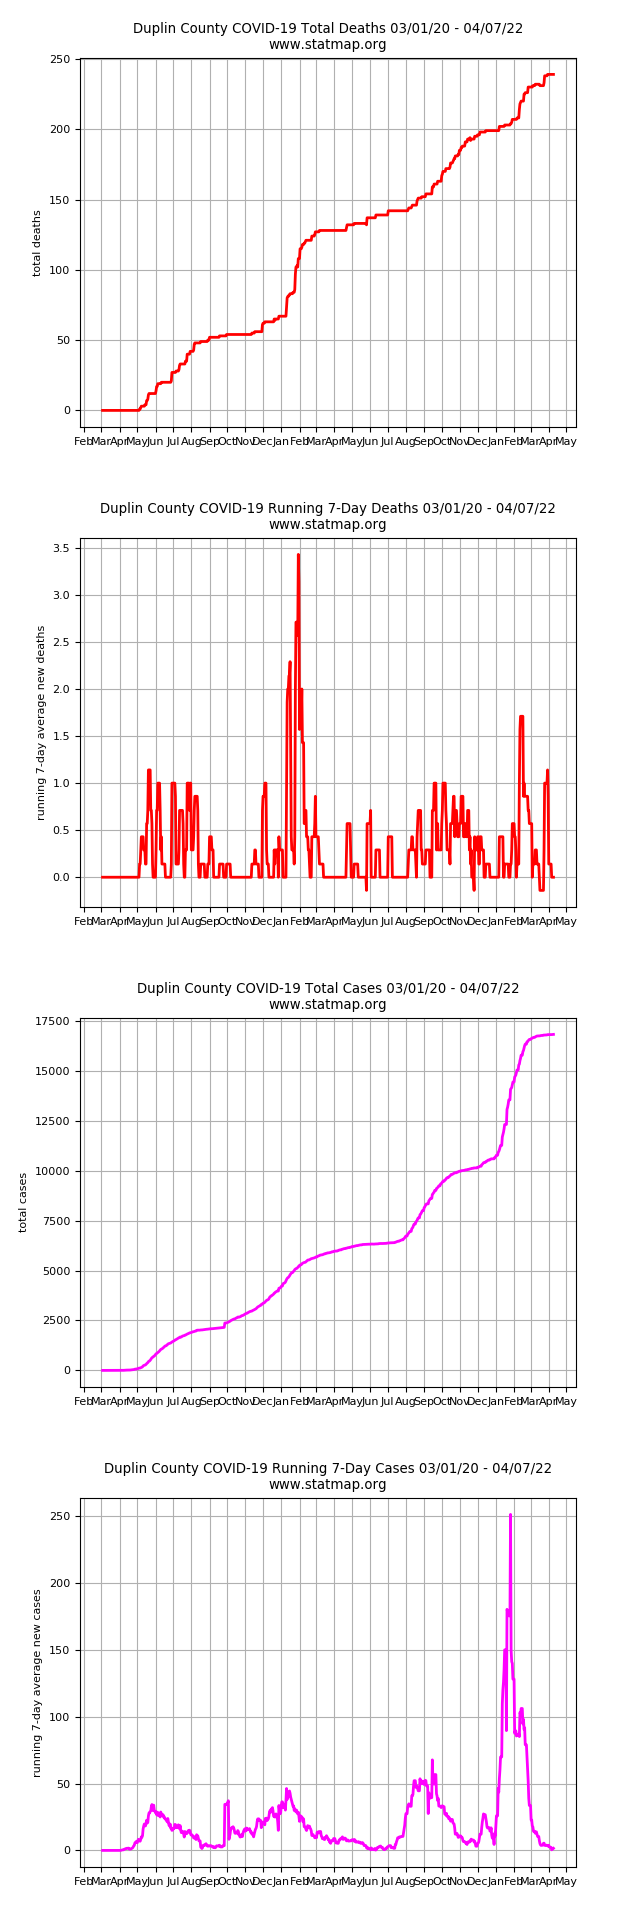 Duplin County COVID-19 Total Deaths 03/01/20 - 04/07/22
www.statmap.org
250
200
150
100
50
0
total deaths
Feb Mar Apr May Jun Jul Aug Sep Oct Nov Dec Jan Feb Mar Apr May Jun Jul Aug Sep Oct Nov Dec Jan Feb Mar Apr May
Duplin County COVID-19 Running 7-Day Deaths 03/01/20 - 04/07/22
www.statmap.org
3.5
3.0
2.5
2.0
1.5
1.0
0.5
0.0
running 7-day average new deaths
Feb Mar Apr May Jun Jul Aug Sep Oct Nov Dec Jan Feb Mar Apr May Jun Jul Aug Sep Oct Nov Dec Jan Feb Mar Apr May
Duplin County COVID-19 Total Cases 03/01/20 - 04/07/22
www.statmap.org
17500
15000
12500
10000
7500
5000
2500
0
total cases
Feb Mar Apr May Jun Jul Aug Sep Oct Nov Dec Jan Feb Mar Apr May Jun Jul Aug Sep Oct Nov Dec Jan Feb Mar Apr May
Duplin County COVID-19 Running 7-Day Cases 03/01/20 - 04/07/22
www.statmap.org
250
200
150
100
50
0
running 7-day average new cases
Feb Mar Apr May Jun Jul Aug Sep Oct Nov Dec Jan Feb Mar Apr May Jun Jul Aug Sep Oct Nov Dec Jan Feb Mar Apr May